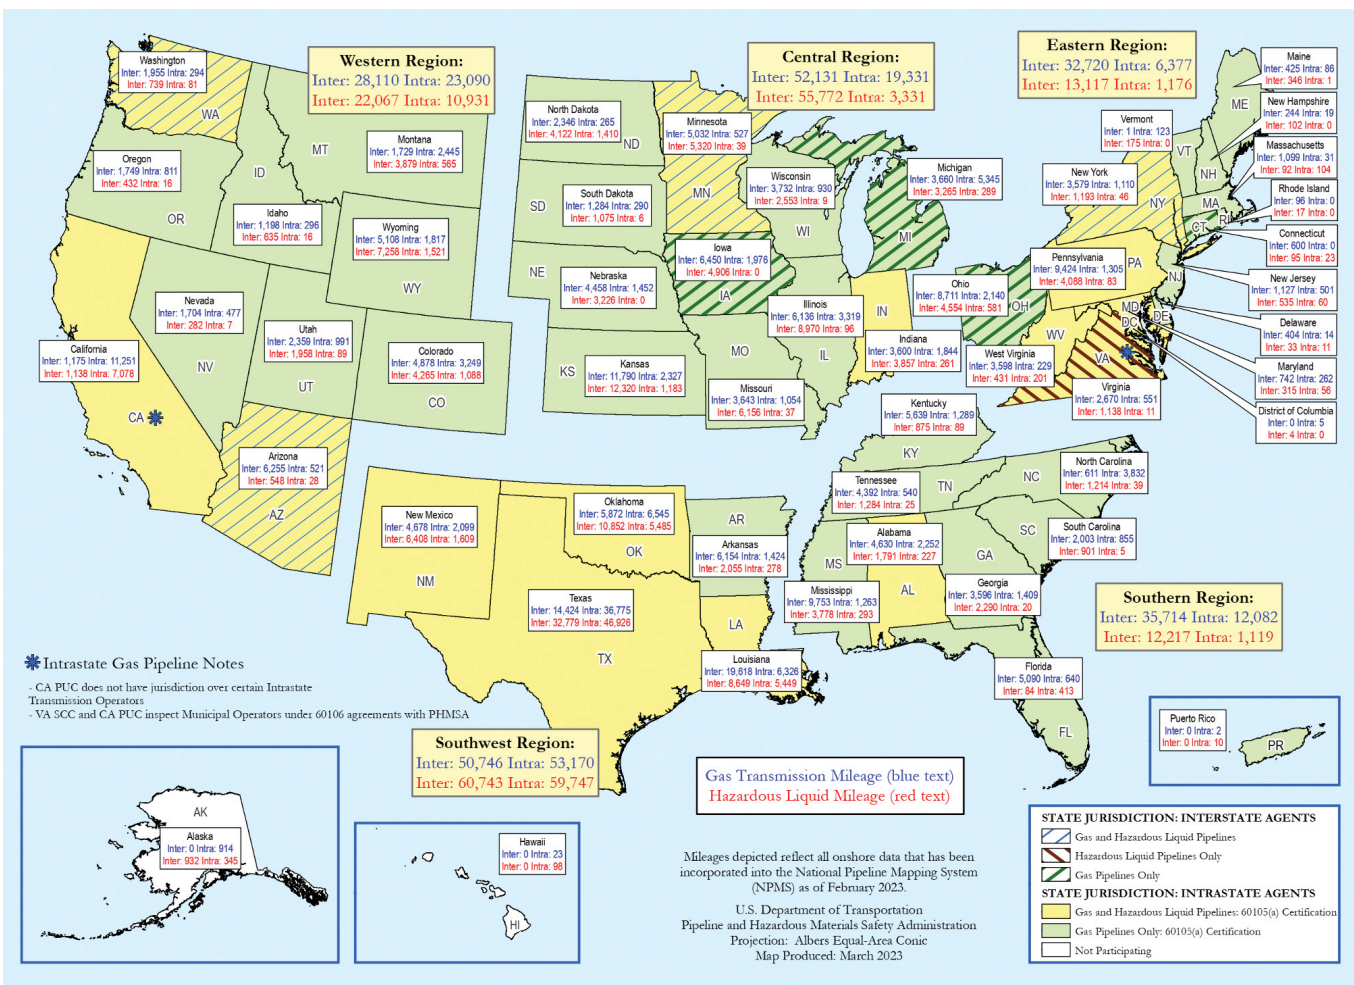 Western Region:
Inter: 28,110 Intra: 23,090
Inter: 22,067 Intra: 10,931
Central Region:
Inter: 52,131 Intra: 19,331
Inter: 55,772 Intra: 3,331
Eastern Region:
Inter: 32,720 Intra: 6,377
Inter: 13,117 Intra: 1,176
Washington
Inter: 1,955 Intra: 294
Inter: 739 Intra: 81
WA
Oregon
Inter: 1,749 Intra: 811
Inter: 432 Intra: 16
OR
Idaho
Inter: 1,198 Intra: 296
Inter: 635 Intra: 16
ID
Montana
Inter: 1,729 Intra: 2,445
Inter: 3,879 Intra: 565
MT
Wyoming
Inter: 5,108 Intra: 1,817
Inter: 7,258 Intra: 1,521
WY
Nevada
Inter: 1,704 Intra: 477
Inter: 282 Intra: 7
NV
Utah
Inter: 2,359 Intra: 991
Inter: 1,958 Intra: 89
UT
California
Inter: 1,175 Intra: 11,251
Inter: 1,138 Intra: 7,078
CA
Colorado
Inter: 4,878 Intra: 3,249
Inter: 4,265 Intra: 1,088
CO
Arizona
Inter: 6,255 Intra: 521
Inter: 548 Intra: 28
AZ
North Dakota
Inter: 2,346 Intra: 265
Inter: 4,122 Intra: 1,410
ND
South Dakota
Inter: 1,284 Intra: 290
Inter: 1,075 Intra: 6
SD
Nebraska
Inter: 4,458 Intra: 1,452
Inter: 3,226 Intra: 0
NE
Kansas
Inter: 11,790 Intra: 2,327
Inter: 12,320 Intra: 1,183
KS
Minnesota
Inter: 5,032 Intra: 527
Inter: 5,320 Intra: 39
MN
Iowa
Inter: 6,450 Intra: 1,976
Inter: 4,906 Intra: 0
IA
Missouri
Inter: 3,643 Intra: 1,054
Inter: 6,156 Intra: 37
MO
Wisconsin
Inter: 3,732 Intra: 930
Inter: 2,553 Intra: 9
WI
Illinois
Inter: 6,136 Intra: 3,319
Inter: 8,970 Intra: 96
IL
Michigan
Inter: 3,660 Intra: 5,345
Inter: 3,265 Intra: 289
MI
Indiana
Inter: 3,600 Intra: 1,844
Inter: 3,857 Intra: 261
IN
Ohio
Inter: 8,711 Intra: 2,140
Inter: 4,554 Intra: 581
OH
Vermont
Inter: 1 Intra: 123
Inter: 175 Intra: 0
VT
New York
Inter: 3,579 Intra: 1,110
Inter: 1,193 Intra: 46
NY
Pennsylvania
Inter: 9,424 Intra: 1,305
Inter: 4,088 Intra: 83
PA
West Virginia
Inter: 3,598 Intra: 229
Inter: 431 Intra: 201
WV
Virginia
Inter: 2,670 Intra: 551
Inter: 1,138 Intra: 11
VA
Maine
Inter: 425 Intra: 86
Inter: 346 Intra: 1
ME
New Hampshire
Inter: 244 Intra: 19
Inter: 102 Intra: 0
NH
Massachusetts
Inter: 1,099 Intra: 31
Inter: 92 Intra: 104
MA
Rhode Island
Inter: 96 Intra: 0
Inter: 17 Intra: 0
RI
Connecticut
Inter: 600 Intra: 0
Inter: 95 Intra: 23
CT
New Jersey
Inter: 1,127 Intra: 501
Inter: 535 Intra: 60
NJ
Delaware
Inter: 404 Intra: 14
Inter: 33 Intra: 11
DE
Maryland
Inter: 742 Intra: 262
Inter: 315 Intra: 56
MD
District of Columbia
Inter: 0 Intra: 5
Inter: 4 Intra: 0
DC
Kentucky
Inter: 5,639 Intra: 1,289
Inter: 875 Intra: 89
KY
Tennessee
Inter: 4,392 Intra: 540
Inter: 1,284 Intra: 25
TN
North Carolina
Inter: 611 Intra: 3,832
Inter: 1,214 Intra: 39
NC
South Carolina
Inter: 2,003 Intra: 855
Inter: 901 Intra: 5
SC
Alabama
Inter: 4,630 Intra: 2,252
Inter: 1,791 Intra: 227
AL
Georgia
Inter: 3,596 Intra: 1,409
Inter: 2,290 Intra: 20
GA
Mississippi
Inter: 9,753 Intra: 1,263
Inter: 3,778 Intra: 293
MS
Florida
Inter: 5,090 Intra: 640
Inter: 84 Intra: 413
FL
New Mexico
Inter: 4,678 Intra: 2,099
Inter: 6,408 Intra: 1,609
NM
Oklahoma
Inter: 5,872 Intra: 6,545
Inter: 10,852 Intra: 5,485
OK
Arkansas
Inter: 6,154 Intra: 1,424
Inter: 2,055 Intra: 278
AR
Texas
Inter: 14,424 Intra: 36,775
Inter: 32,779 Intra: 46,926
TX
Louisiana
Inter: 19,618 Intra: 6,326
Inter: 8,649 Intra: 5,449
LA
Southern Region:
Inter: 35,714 Intra: 12,082
Inter: 12,217 Intra: 1,119
Intrastate Gas Pipeline Notes
- CA PUC does not have jurisdiction over certain Intrastate
Transmission Operators
- VA SCC and CA PUC inspect Municipal Operators under 60106 agreements with PHMSA
Southwest Region:
Inter: 50,746 Intra: 53,170
Inter: 60,743 Intra: 59,747
Puerto Rico
Inter: 0 Intra: 2
Inter: 0 Intra: 10
PR
AK
Alaska
Inter: 0 Intra: 914
Inter: 932 Intra: 345
Hawaii
Inter: 0 Intra: 23
Inter: 0 Intra: 98
HI
Gas Transmission Mileage (blue text)
Hazardous Liquid Mileage (red text)
Mileages depicted reflect all onshore data that has been
incorporated into the National Pipeline Mapping System
(NPMS) as of February 2023.
U.S. Department of Transportation
Pipeline and Hazardous Materials Safety Administration
Projection: Albers Equal-Area Conic
Map Produced: March 2023
STATE JURISDICTION: INTERSTATE AGENTS
Gas and Hazardous Liquid Pipelines
Hazardous Liquid Pipelines Only
Gas Pipelines Only
STATE JURISDICTION: INTRASTATE AGENTS
Gas and Hazardous Liquid Pipelines: 60105(a) Certification
Gas Pipelines Only: 60105(a) Certification
Not Participating